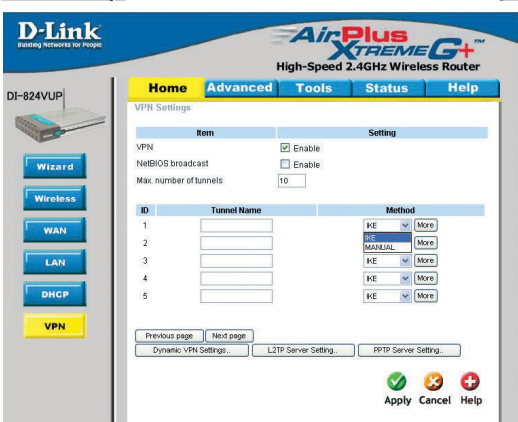 D-Link
Building Networks for People
AirPlus
XTREME G+™
High-Speed 2.4GHz Wireless Router
DI-824VUP
Home Advanced Tools Status Help
VPN Settings
Item Setting
VPN Enable
NetBIOS broadcast Enable
Max. number of tunnels 10
ID Tunnel Name Method
1 IKE More
IKE
MANUAL
2 More
3 IKE More
4 IKE More
5 IKE More
Previous page Next page
Dynamic VPN Settings.. L2TP Server Setting.. PPTP Server Setting..
Apply Cancel Help
Wizard
Wireless
WAN
LAN
DHCP
VPN